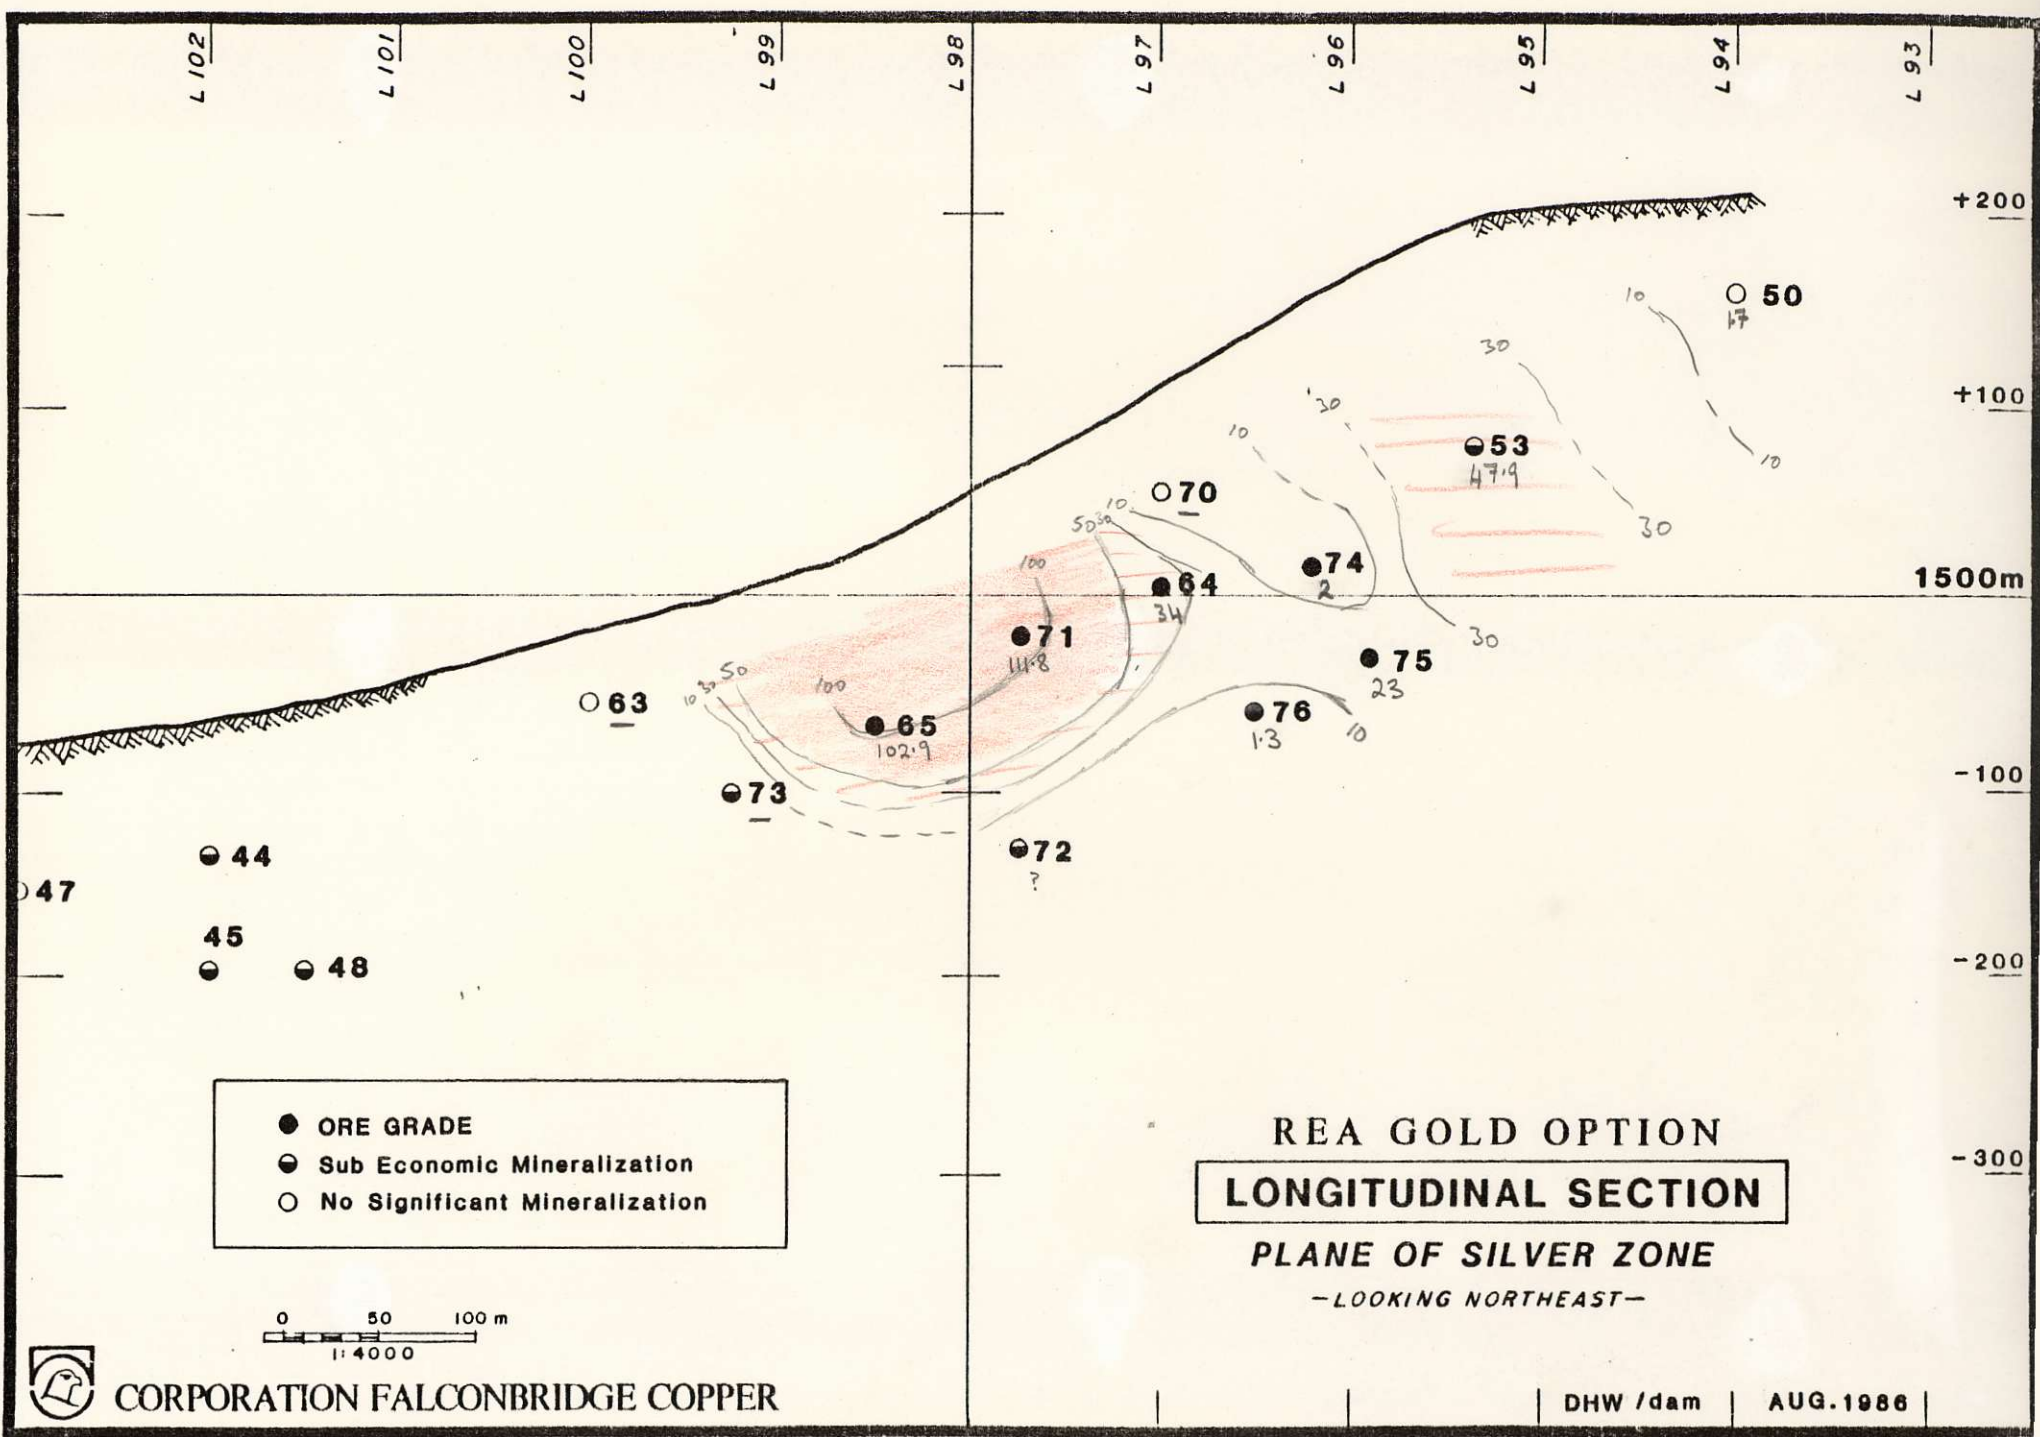 L 102
L 101
L 100
L 99
L 98
L 97
L 96
L 95
L 94
L 93
+200
10
50
1.7
30
+100
30
10
53
10
47.9
70
10
30
50
30
74
2
100
64
34
1500m
71
111.8
30
75
23
50
30
10
100
63
65
102.9
76
1.3
10
-100
73
72
?
44
47
45
48
-200
ORE GRADE
Sub Economic Mineralization
No Significant Mineralization
REA GOLD OPTION
-300
LONGITUDINAL SECTION
PLANE OF SILVER ZONE
-LOOKING NORTHEAST-
0 50 100 m
1:4000
CORPORATION FALCONBRIDGE COPPER
DHW /dam
AUG.1986